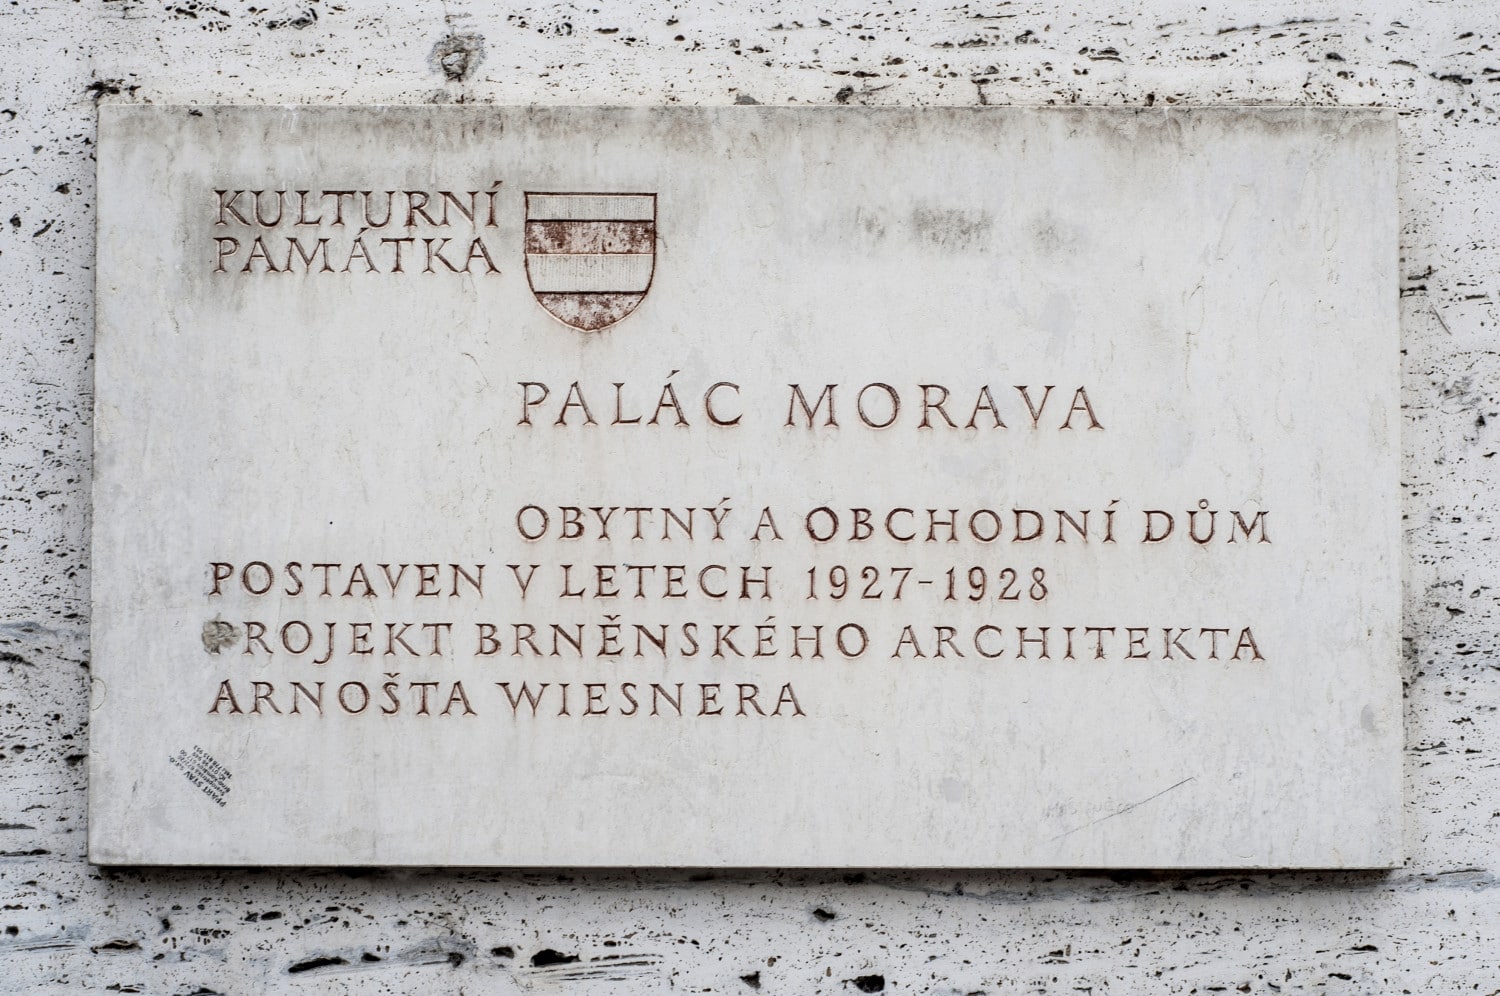 KULTURNÍ
PAMÁTKA
PALÁC MORAVA
OBYTNÝ A OBCHODNÍ DŮM
POSTAVEN V LETECH 1927-1928
PROJEKT BRNĚNSKÉHO ARCHITEKTA
ARNOŠTA WIESNERA